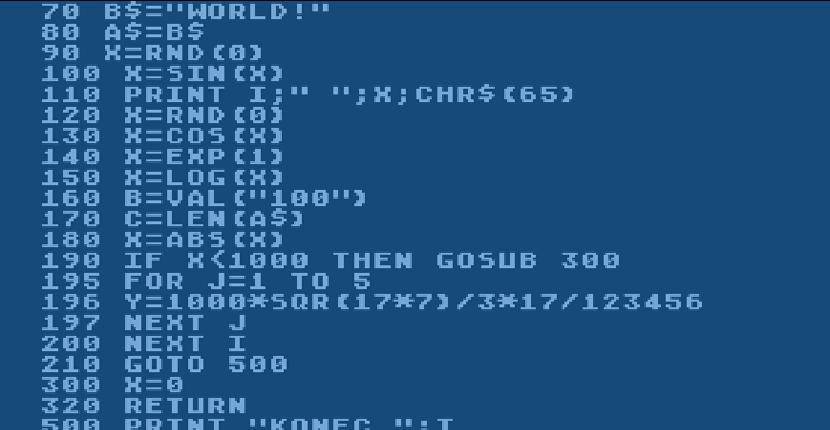 70 B$="WORLD!"
80 A$=B$
90 X=RND(0)
100 X=SIN(X)
110 PRINT I;" ";X;CHR$(65)
120 X=RND(0)
130 X=COS(X)
140 X=EXP(1)
150 X=LOG(X)
160 B=VAL("100")
170 C=LEN(A$)
180 X=ABS(X)
190 IF X<1000 THEN GOSUB 300
195 FOR J=1 TO 5
196 Y=1000*SQR(17*7)/3*17/123456
197 NEXT J
200 NEXT I
210 GOTO 500
300 X=0
320 RETURN
500 PRINT "KONEC ";T